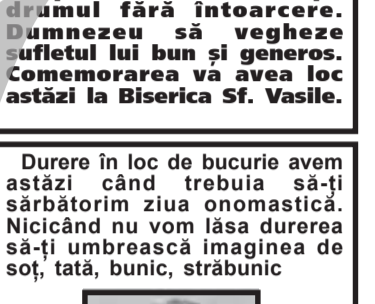 drumul fără întoarcere.
Dumnezeu să vegheze
sufletul lui bun și generos.
Comemorarea va avea loc
astăzi la Biserica Sf. Vasile.
Durere în loc de bucurie avem
astăzi când trebuia să-ți
sărbătorim ziua onomastică.
Nicicând nu vom lăsa durerea
să-ți umbrească imaginea de
soț, tată, bunic, străbunic